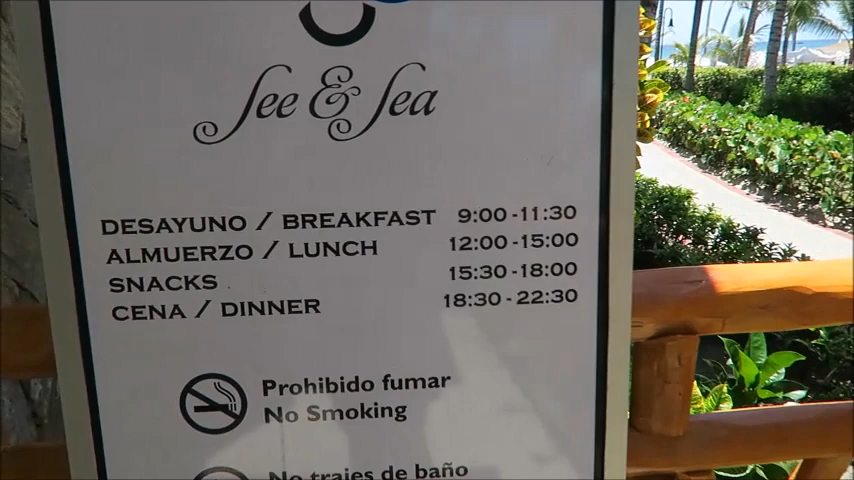 See & Sea
DESAYUNO / BREAKFAST 9:00 - 11:30
ALMUERZO / LUNCH 12:00 - 15:00
SNACKS 15:30 - 18:00
CENA / DINNER 18:30 - 22:30
Prohibido fumar
No Smoking
No trajes de baño